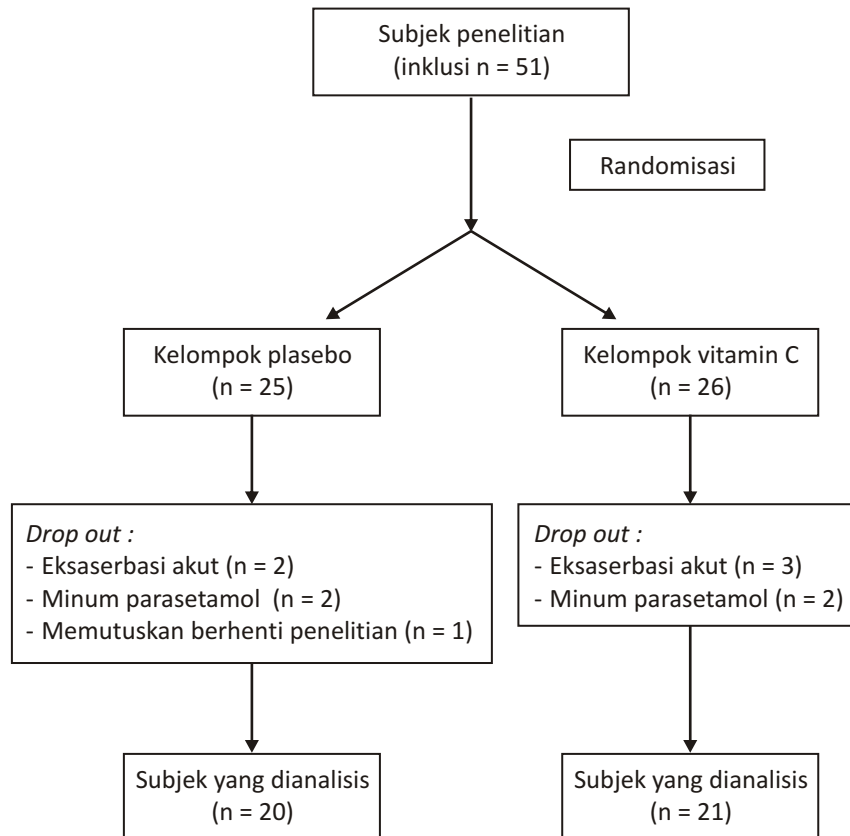 Subjek penelitian
(inklusi n = 51)
Randomisasi
Kelompok plasebo
(n = 25)
Kelompok vitamin C
(n = 26)
Drop out :
- Eksaserbasi akut (n = 2)
- Minum parasetamol (n = 2)
- Memutuskan berhenti penelitian (n = 1)
Drop out :
- Eksaserbasi akut (n = 3)
- Minum parasetamol (n = 2)
Subjek yang dianalisis
(n = 20)
Subjek yang dianalisis
(n = 21)